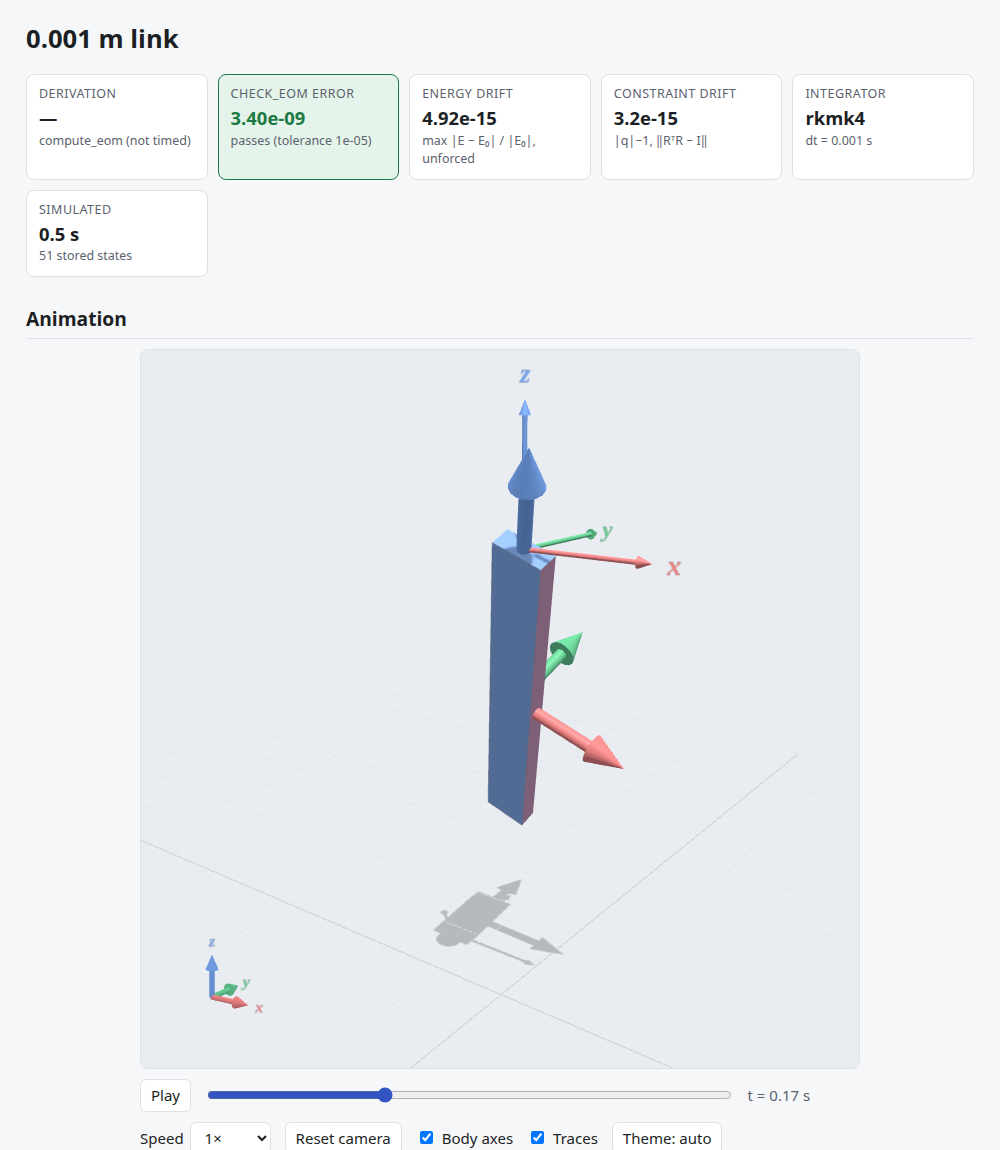 0.001 m link
DERIVATION
—
compute_eom (not timed)
CHECK_EOM ERROR
3.40e-09
passes (tolerance 1e-05)
ENERGY DRIFT
4.92e-15
max |E − E₀| / |E₀|,
unforced
CONSTRAINT DRIFT
3.2e-15
|q|−1, ‖RᵀR − I‖
INTEGRATOR
rkmk4
dt = 0.001 s
SIMULATED
0.5 s
51 stored states
Animation
z
y
x
z
y
x
Play
t = 0.17 s
Speed
1×
Reset camera
Body axes
Traces
Theme: auto